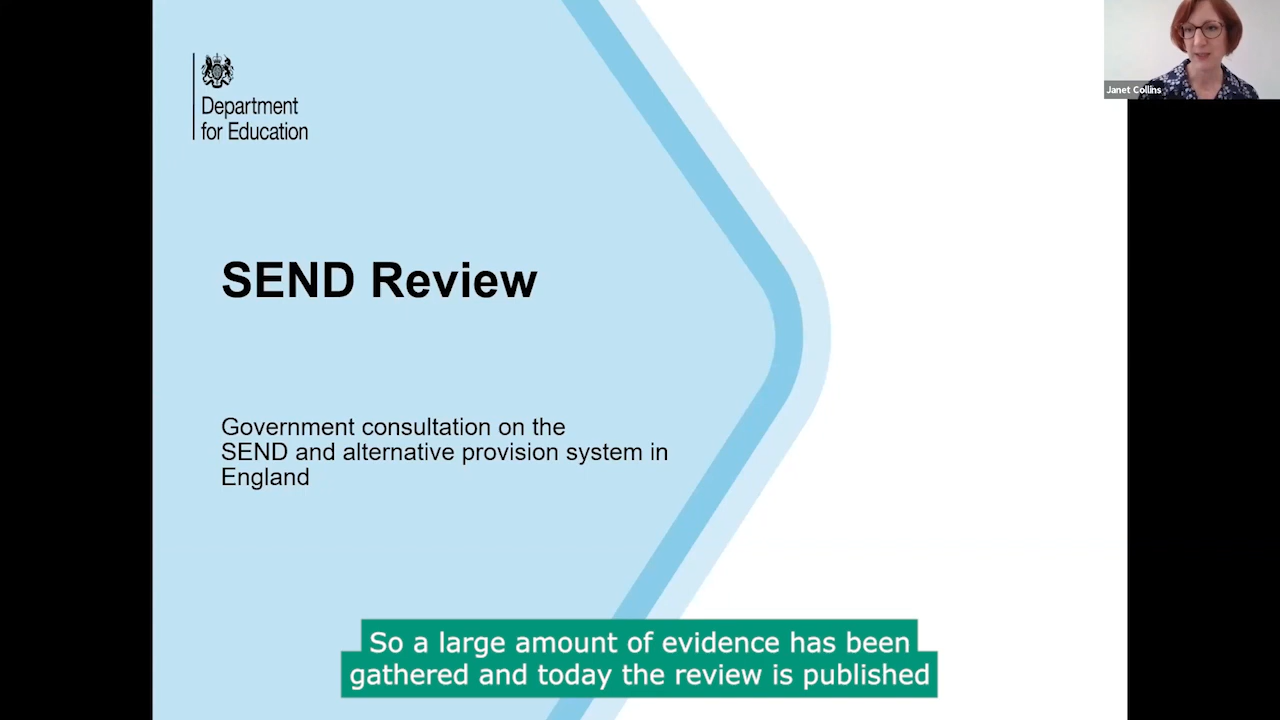 Department
for Education
Janet Collins
SEND Review
Government consultation on the
SEND and alternative provision system in
England
So a large amount of evidence has been
gathered and today the review is published